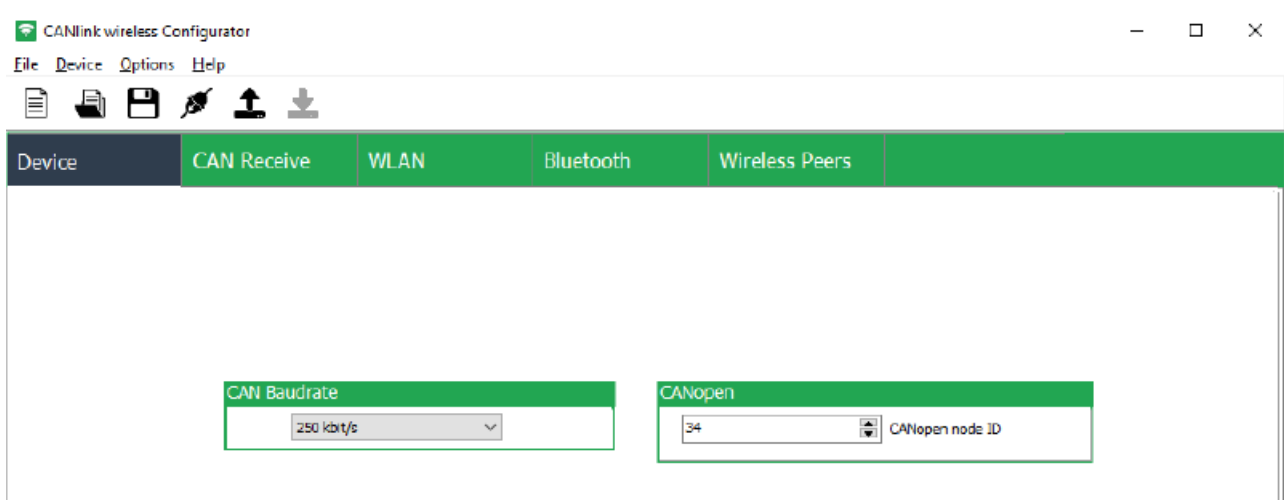 CANlink wireless Configurator
File Device Options Help
Device CAN Receive WLAN Bluetooth Wireless Peers
CAN Baudrate
250 kbit/s
CANopen
34 CANopen node ID